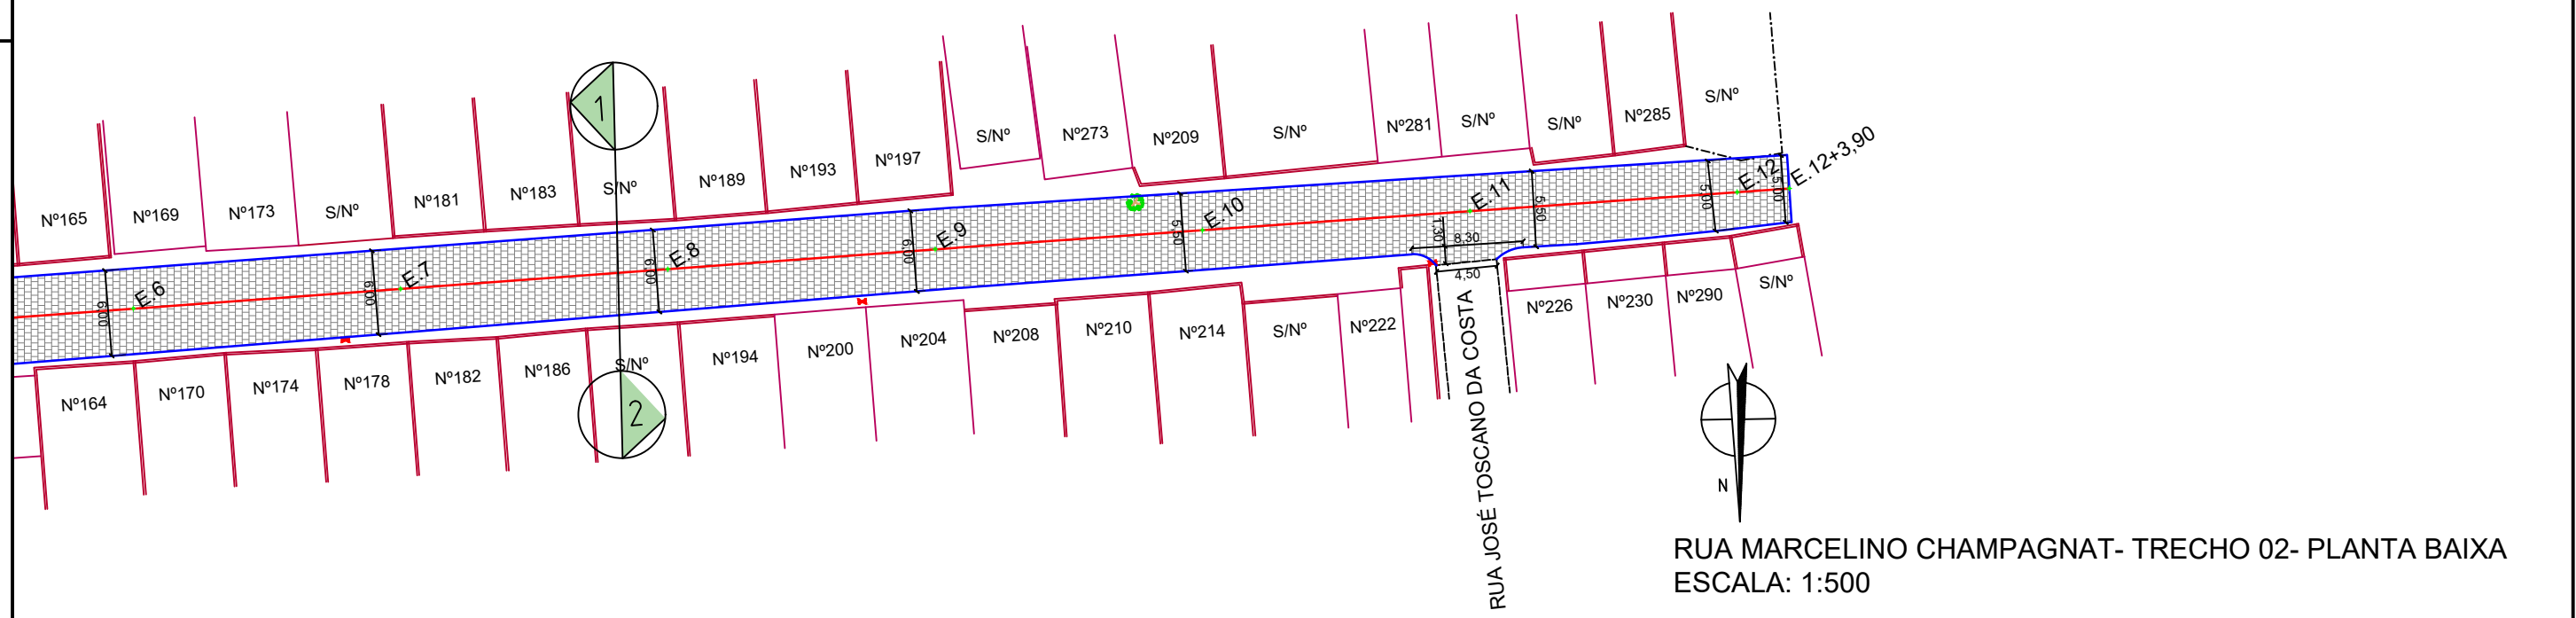 1
Nº165
Nº169
Nº173
S/Nº
Nº181
Nº183
S/Nº
Nº189
Nº193
Nº197
S/Nº
Nº273
Nº209
S/Nº
Nº281
S/Nº
S/Nº
Nº285
S/Nº
6,00
E.6
6,00
E.7
6,00
E.8
6,00
E.9
5,50
E.10
1,30
8,30
4,50
E.11
5,50
5,00
E.12
5,00
E.12+3,90
Nº164
Nº170
Nº174
Nº178
Nº182
Nº186
S/Nº
2
Nº194
Nº200
Nº204
Nº208
Nº210
Nº214
S/Nº
Nº222
RUA JOSÉ TOSCANO DA COSTA
Nº226
Nº230
Nº290
S/Nº
N
RUA MARCELINO CHAMPAGNAT- TRECHO 02- PLANTA BAIXA
ESCALA: 1:500